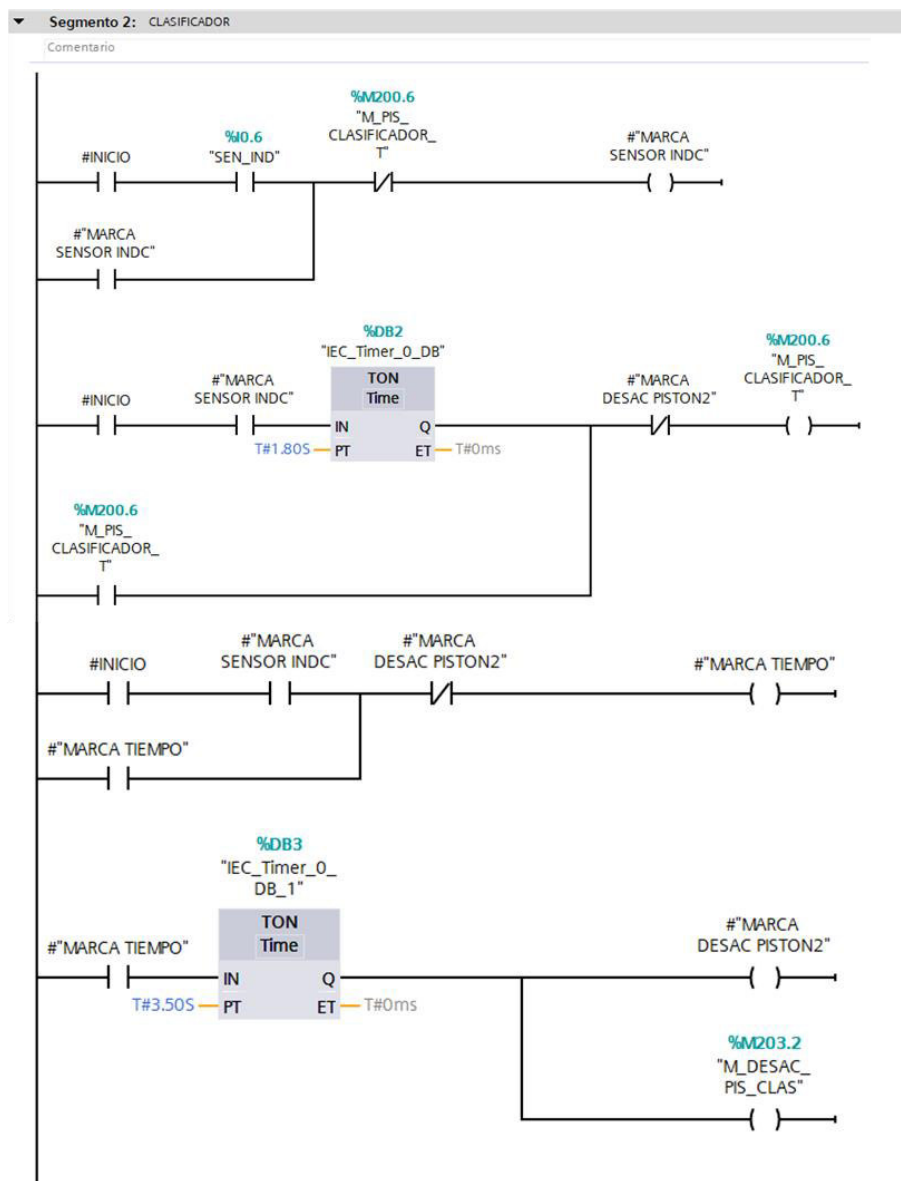 Segmento 2: CLASIFICADOR
Comentario
%M200.6
"M_PIS_
CLASIFICADOR_
T"
%I0.6
"SEN_IND"
#INICIO
#"MARCA
SENSOR INDC"
#"MARCA
SENSOR INDC"
%DB2
"IEC_Timer_0_DB"
TON
Time
#INICIO
#"MARCA
SENSOR INDC"
IN
Q
T#1.80S
PT
ET
T#0ms
#"MARCA
DESAC PISTON2"
%M200.6
"M_PIS_
CLASIFICADOR_
T"
%M200.6
"M_PIS_
CLASIFICADOR_
T"
#INICIO
#"MARCA
SENSOR INDC"
#"MARCA
DESAC PISTON2"
#"MARCA TIEMPO"
#"MARCA TIEMPO"
%DB3
"IEC_Timer_0_
DB_1"
TON
Time
#"MARCA TIEMPO"
IN
Q
T#3.50S
PT
ET
T#0ms
#"MARCA
DESAC PISTON2"
%M203.2
"M_DESAC_
PIS_CLAS"